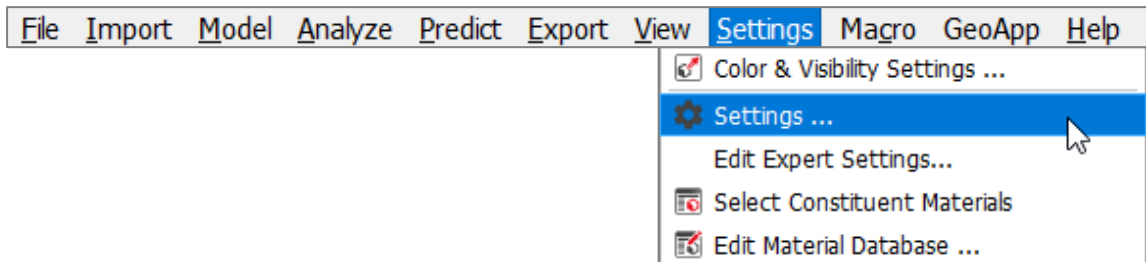 File Import Model Analyze Predict Export View Settings Macro GeoApp Help
Color & Visibility Settings ...
Settings ...
Edit Expert Settings...
Select Constituent Materials
Edit Material Database ...